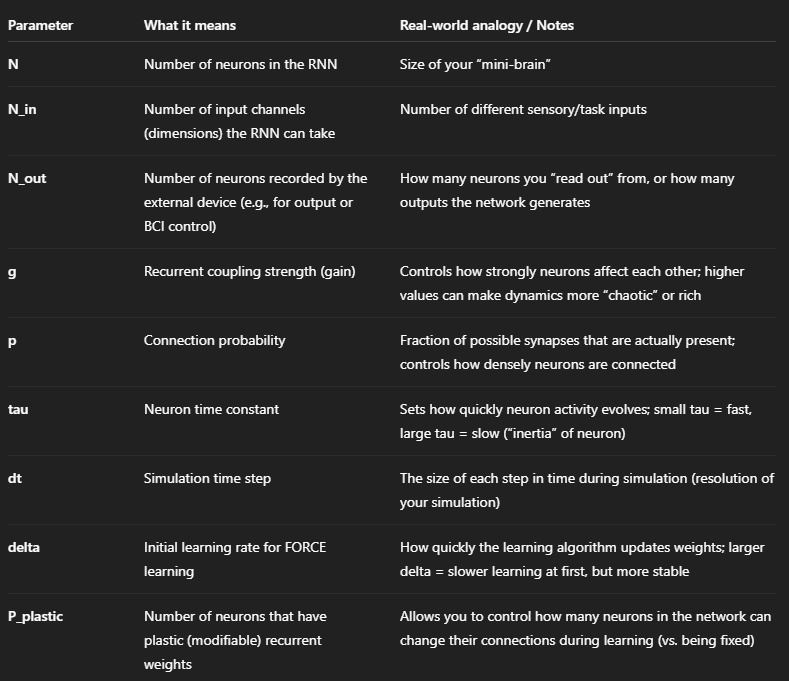 Parameter What it means Real-world analogy / Notes
N Number of neurons in the RNN Size of your “mini-brain”
N_in Number of input channels Number of different sensory/task inputs
(dimensions) the RNN can take
N_out Number of neurons recorded by the How many neurons you “read out” from, or how many
external device (e.g., for output or outputs the network generates
BCI control)
g Recurrent coupling strength (gain) Controls how strongly neurons affect each other; higher
values can make dynamics more “chaotic” or rich
p Connection probability Fraction of possible synapses that are actually present;
controls how densely neurons are connected
tau Neuron time constant Sets how quickly neuron activity evolves; small tau = fast,
large tau = slow (“inertia” of neuron)
dt Simulation time step The size of each step in time during simulation (resolution of
your simulation)
delta Initial learning rate for FORCE How quickly the learning algorithm updates weights; larger
learning delta = slower learning at first, but more stable
P_plastic Number of neurons that have Allows you to control how many neurons in the network can
plastic (modifiable) recurrent change their connections during learning (vs. being fixed)
weights